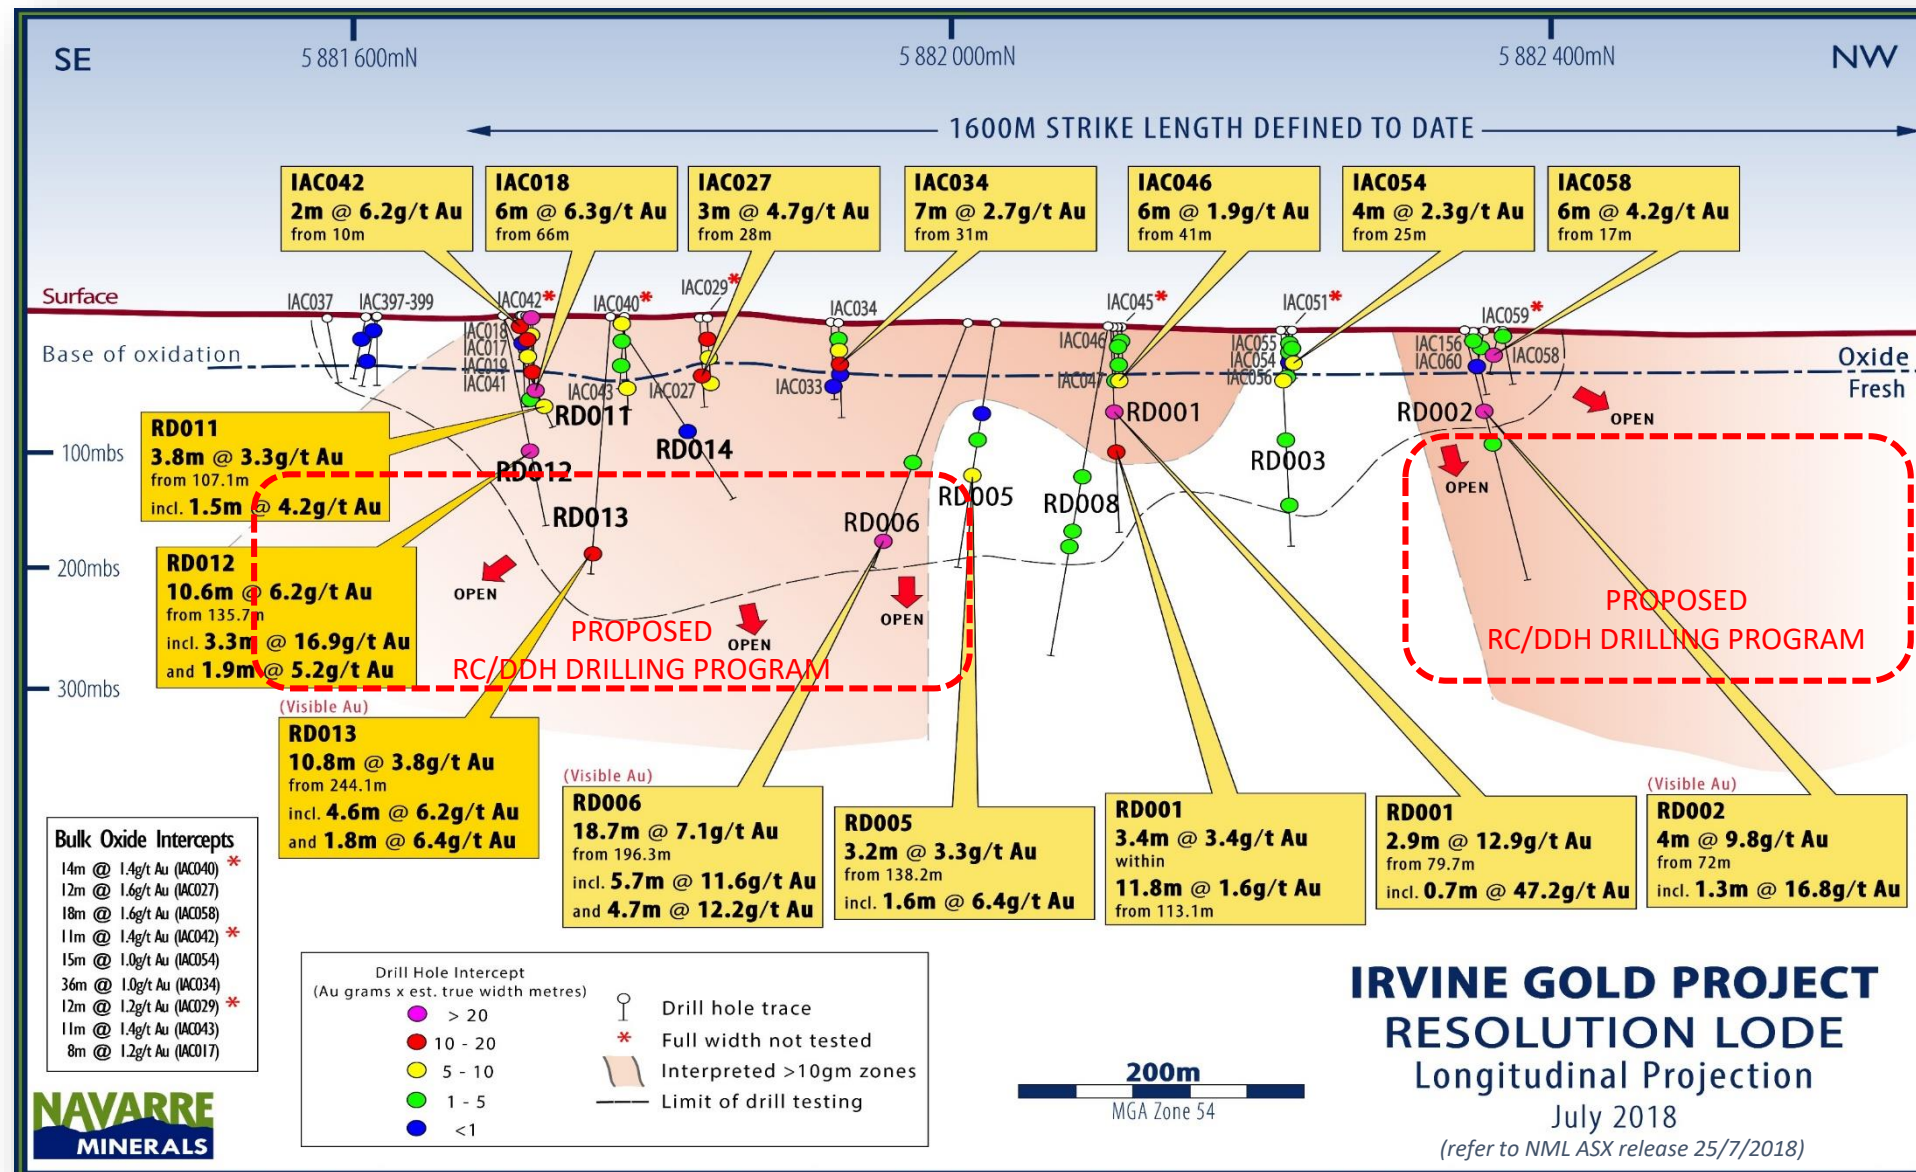 SE
5 881 600mN
5 882 000mN
5 882 400mN
NW
1600M STRIKE LENGTH DEFINED TO DATE
IAC042
2m @ 6.2g/t Au
from 10m
IAC018
6m @ 6.3g/t Au
from 66m
IAC027
3m @ 4.7g/t Au
from 28m
IAC034
7m @ 2.7g/t Au
from 31m
IAC046
6m @ 1.9g/t Au
from 41m
IAC054
4m @ 2.3g/t Au
from 25m
IAC058
6m @ 4.2g/t Au
from 17m
Surface
IAC037
IAC397-399
IAC042*
IAC040*
IAC029*
IAC034
IAC045*
IAC051*
IAC059*
IAC018
IAC017
IAC019
IAC041
IAC043
IAC027
IAC033
IAC046
IAC047
IAC055
IAC054
IAC056
IAC156
IAC060
IAC058
Base of oxidation
Oxide
Fresh
100mbs
200mbs
300mbs
RD011
RD012
RD013
RD014
RD006
RD005
RD008
RD001
RD003
RD002
OPEN
OPEN
OPEN
OPEN
OPEN
OPEN
PROPOSED
RC/DDH DRILLING PROGRAM
PROPOSED
RC/DDH DRILLING PROGRAM
RD011
3.8m @ 3.3g/t Au
from 107.1m
incl. 1.5m @ 4.2g/t Au
RD012
10.6m @ 6.2g/t Au
from 135.7m
incl. 3.3m @ 16.9g/t Au
and 1.9m @ 5.2g/t Au
(Visible Au)
RD013
10.8m @ 3.8g/t Au
from 244.1m
incl. 4.6m @ 6.2g/t Au
and 1.8m @ 6.4g/t Au
(Visible Au)
RD006
18.7m @ 7.1g/t Au
from 196.3m
incl. 5.7m @ 11.6g/t Au
and 4.7m @ 12.2g/t Au
RD005
3.2m @ 3.3g/t Au
from 138.2m
incl. 1.6m @ 6.4g/t Au
RD001
3.4m @ 3.4g/t Au
within
11.8m @ 1.6g/t Au
from 113.1m
RD001
2.9m @ 12.9g/t Au
from 79.7m
incl. 0.7m @ 47.2g/t Au
(Visible Au)
RD002
4m @ 9.8g/t Au
from 72m
incl. 1.3m @ 16.8g/t Au
Bulk Oxide Intercepts
14m @ 1.4g/t Au (IAC040) *
12m @ 1.6g/t Au (IAC027)
18m @ 1.6g/t Au (IAC058)
11m @ 1.4g/t Au (IAC042) *
15m @ 1.0g/t Au (IAC054)
36m @ 1.0g/t Au (IAC034)
12m @ 1.2g/t Au (IAC029) *
11m @ 1.4g/t Au (IAC043)
8m @ 1.2g/t Au (IAC017)
Drill Hole Intercept
(Au grams x est. true width metres)
> 20
10 - 20
5 - 10
1 - 5
<1
Drill hole trace
* Full width not tested
Interpreted >10gm zones
Limit of drill testing
200m
MGA Zone 54
IRVINE GOLD PROJECT
RESOLUTION LODE
Longitudinal Projection
July 2018
(refer to NML ASX release 25/7/2018)
NAVARRE
MINERALS